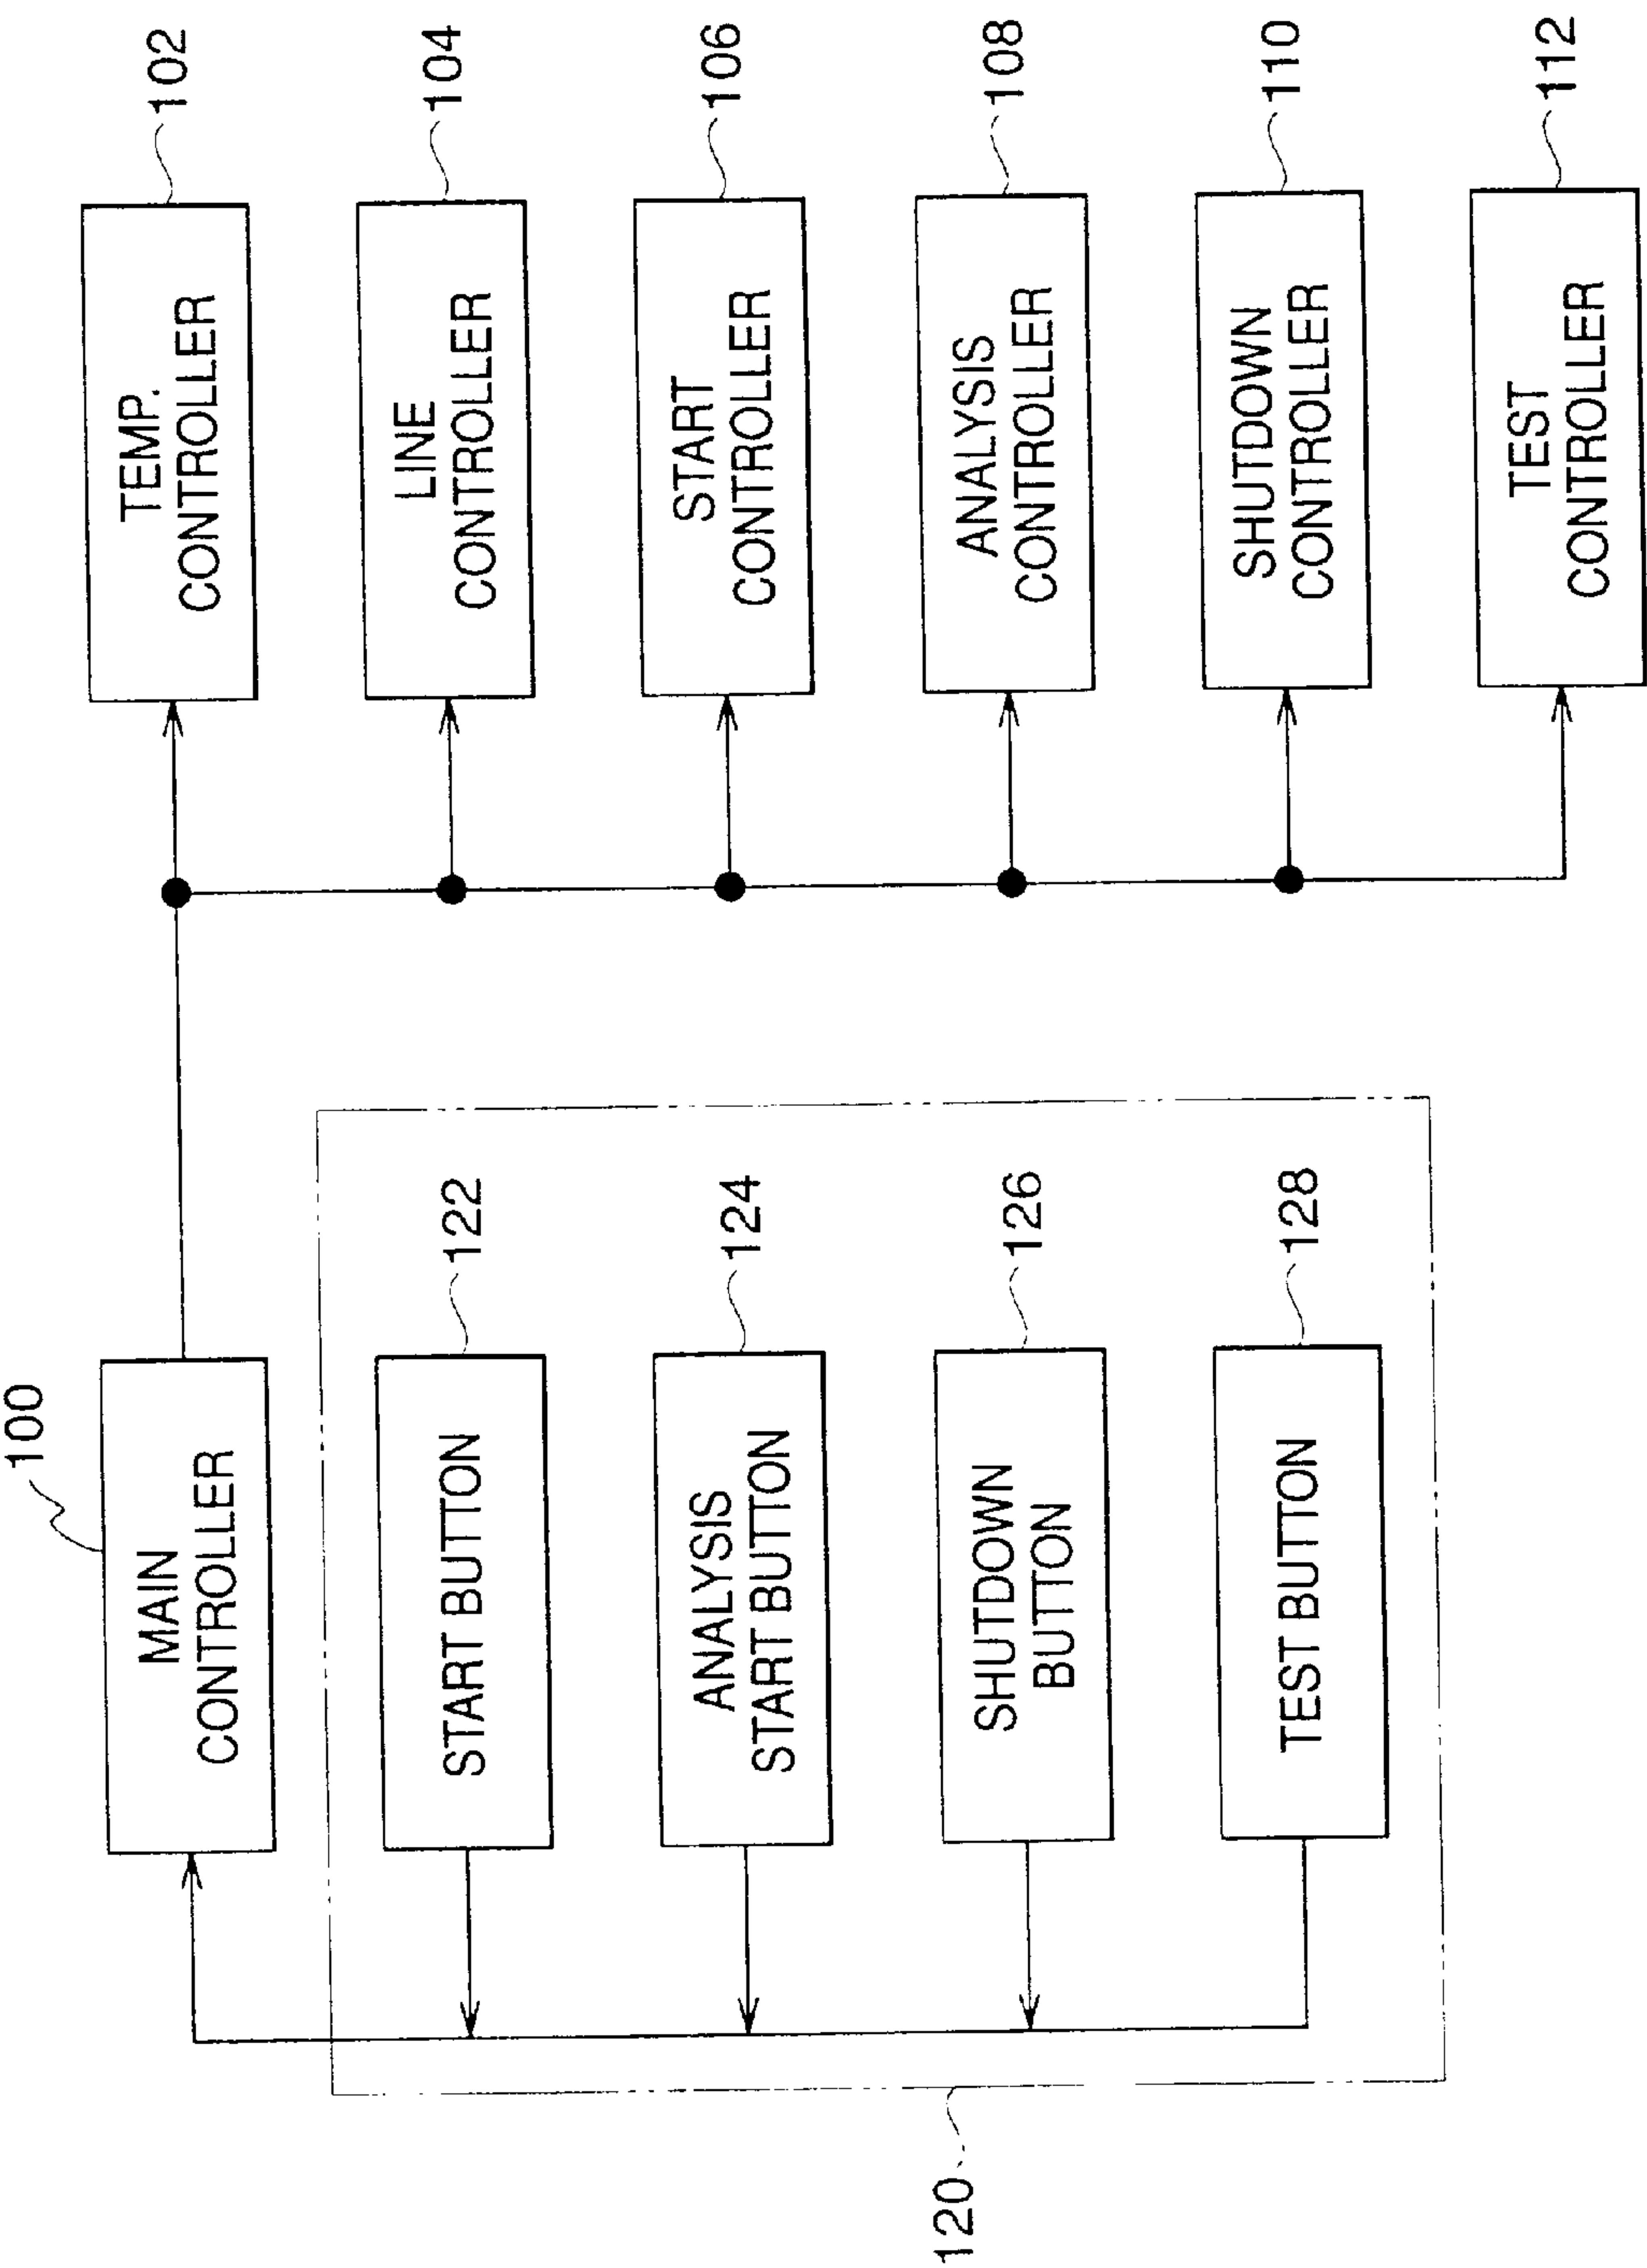 100
MAIN
CONTROLLER
102
TEMP.
CONTROLLER
104
LINE
CONTROLLER
106
START
CONTROLLER
108
ANALYSIS
CONTROLLER
110
SHUTDOWN
CONTROLLER
112
TEST
CONTROLLER
120
122
START BUTTON
124
ANALYSIS
START BUTTON
126
SHUTDOWN
BUTTON
128
TEST BUTTON